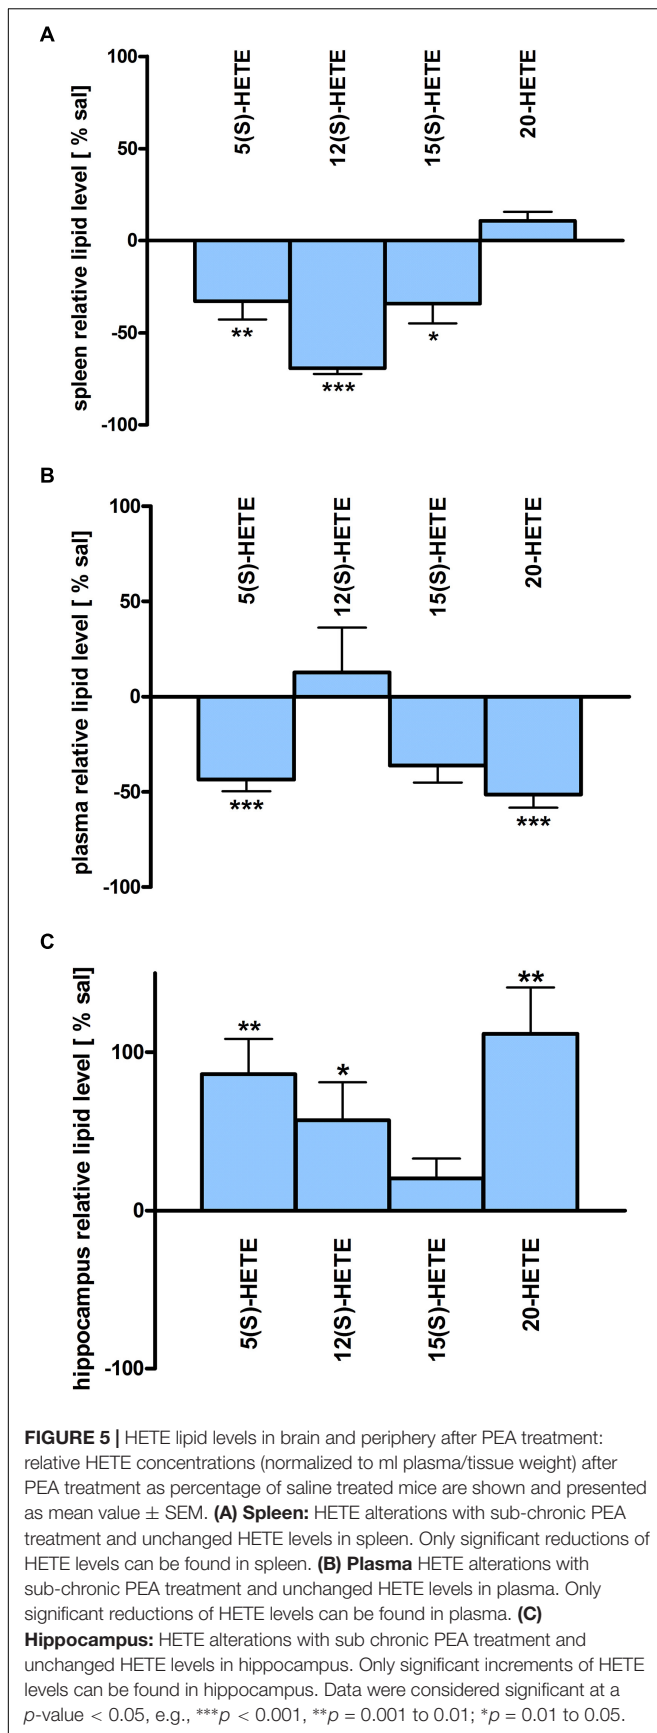 A
100
50
0
-50
-100
spleen relative lipid level [ % sal]
5(S)-HETE
12(S)-HETE
15(S)-HETE
20-HETE
**
***
*
B
100
50
0
-50
-100
plasma relative lipid level [ % sal]
5(S)-HETE
12(S)-HETE
15(S)-HETE
20-HETE
***
***
C
100
0
-100
hippocampus relative lipid level [ % sal]
**
*
**
5(S)-HETE
12(S)-HETE
15(S)-HETE
20-HETE
FIGURE 5 | HETE lipid levels in brain and periphery after PEA treatment:
relative HETE concentrations (normalized to ml plasma/tissue weight) after
PEA treatment as percentage of saline treated mice are shown and presented
as mean value ± SEM. (A) Spleen: HETE alterations with sub-chronic PEA
treatment and unchanged HETE levels in spleen. Only significant reductions of
HETE levels can be found in spleen. (B) Plasma HETE alterations with
sub-chronic PEA treatment and unchanged HETE levels in plasma. Only
significant reductions of HETE levels can be found in plasma. (C)
Hippocampus: HETE alterations with sub chronic PEA treatment and
unchanged HETE levels in hippocampus. Only significant increments of HETE
levels can be found in hippocampus. Data were considered significant at a
p-value < 0.05, e.g., ***p < 0.001, **p = 0.001 to 0.01; *p = 0.01 to 0.05.